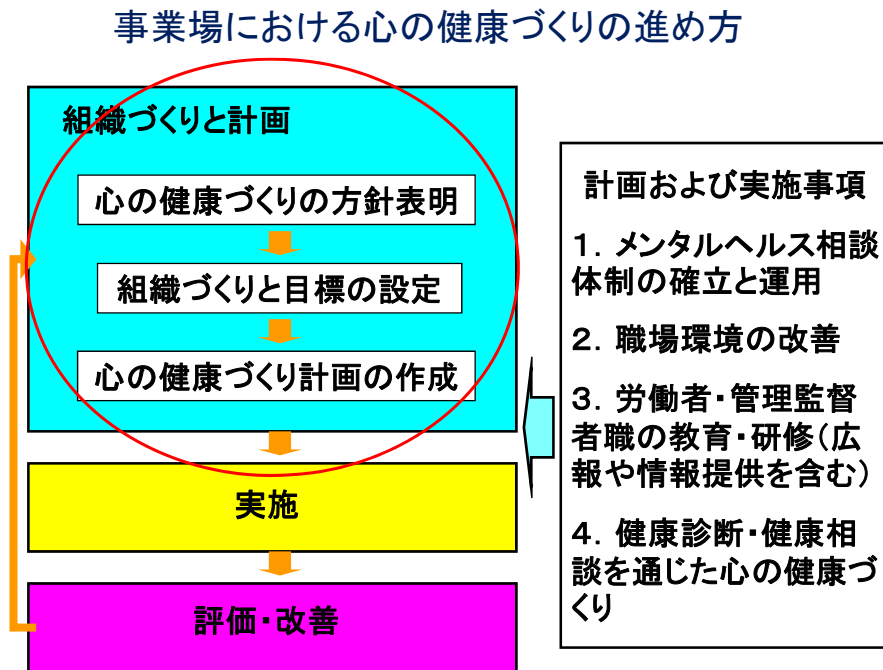 事業場における心の健康づくりの進め方
組織づくりと計画
心の健康づくりの方針表明
組織づくりと目標の設定
心の健康づくり計画の作成
実施
評価・改善
計画および実施事項
１．メンタルヘルス相談
体制の確立と運用
２．職場環境の改善
３．労働者・管理監督
者職の教育・研修（広
報や情報提供を含む）
４．健康診断・健康相
談を通じた心の健康づ
くり